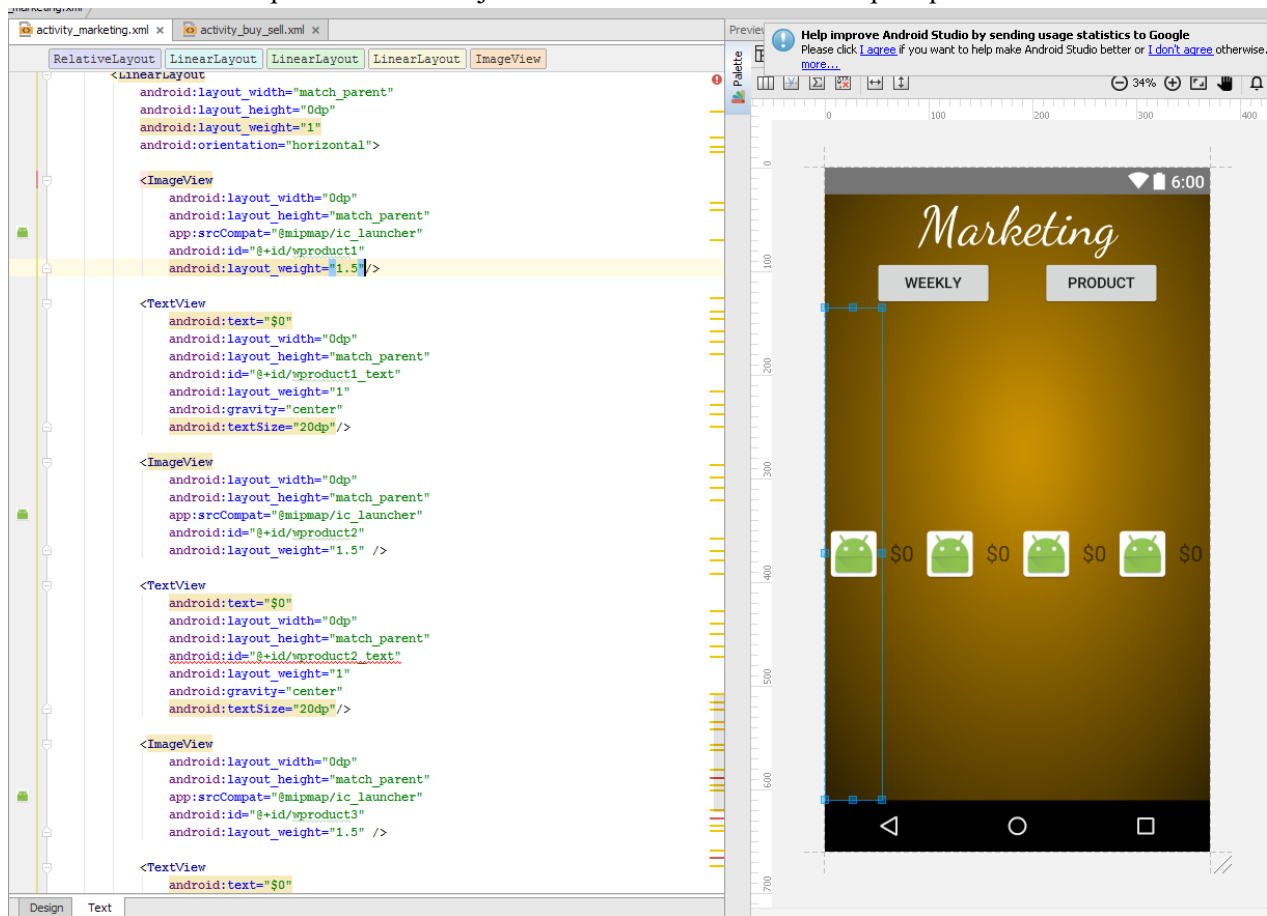 activity_marketing.xml × activity_buy_sell.xml ×
RelativeLayout LinearLayout LinearLayout LinearLayout ImageView
<LinearLayout
android:layout_width="match_parent"
android:layout_height="0dp"
android:layout_weight="1"
android:orientation="horizontal">
<ImageView
android:layout_width="0dp"
android:layout_height="match_parent"
app:srcCompat="@mipmap/ic_launcher"
android:id="@+id/wproduct1"
android:layout_weight="1.5"/>
<TextView
android:text="$0"
android:layout_width="0dp"
android:layout_height="match_parent"
android:id="@+id/wproduct1_text"
android:layout_weight="1"
android:gravity="center"
android:textSize="20dp"/>
<ImageView
android:layout_width="0dp"
android:layout_height="match_parent"
app:srcCompat="@mipmap/ic_launcher"
android:id="@+id/wproduct2"
android:layout_weight="1.5" />
<TextView
android:text="$0"
android:layout_width="0dp"
android:layout_height="match_parent"
android:id="@+id/wproduct2_text"
android:layout_weight="1"
android:gravity="center"
android:textSize="20dp"/>
<ImageView
android:layout_width="0dp"
android:layout_height="match_parent"
app:srcCompat="@mipmap/ic_launcher"
android:id="@+id/wproduct3"
android:layout_weight="1.5" />
<TextView
android:text="$0"
Design Text
Palette
Help improve Android Studio by sending usage statistics to Google
Please click I agree if you want to help make Android Studio better or I don't agree otherwise.
more...
34%
0 100 200 300 400
0
100
200
300
400
500
600
700
6:00
Marketing
WEEKLY PRODUCT
$0 $0 $0 $0